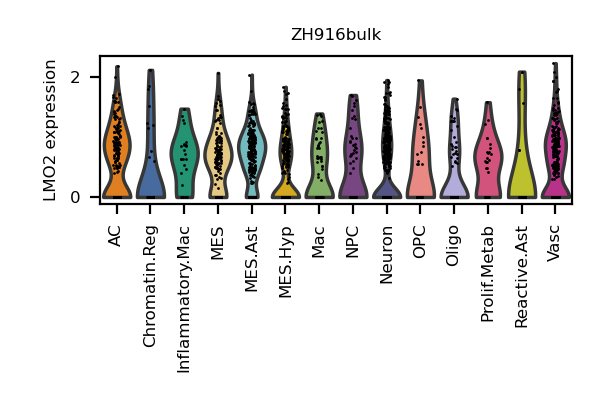 ZH916bulk
LMO2 expression
2
0
AC
Chromatin.Reg
Inflammatory.Mac
MES
MES.Ast
MES.Hyp
Mac
NPC
Neuron
OPC
Oligo
Prolif.Metab
Reactive.Ast
Vasc